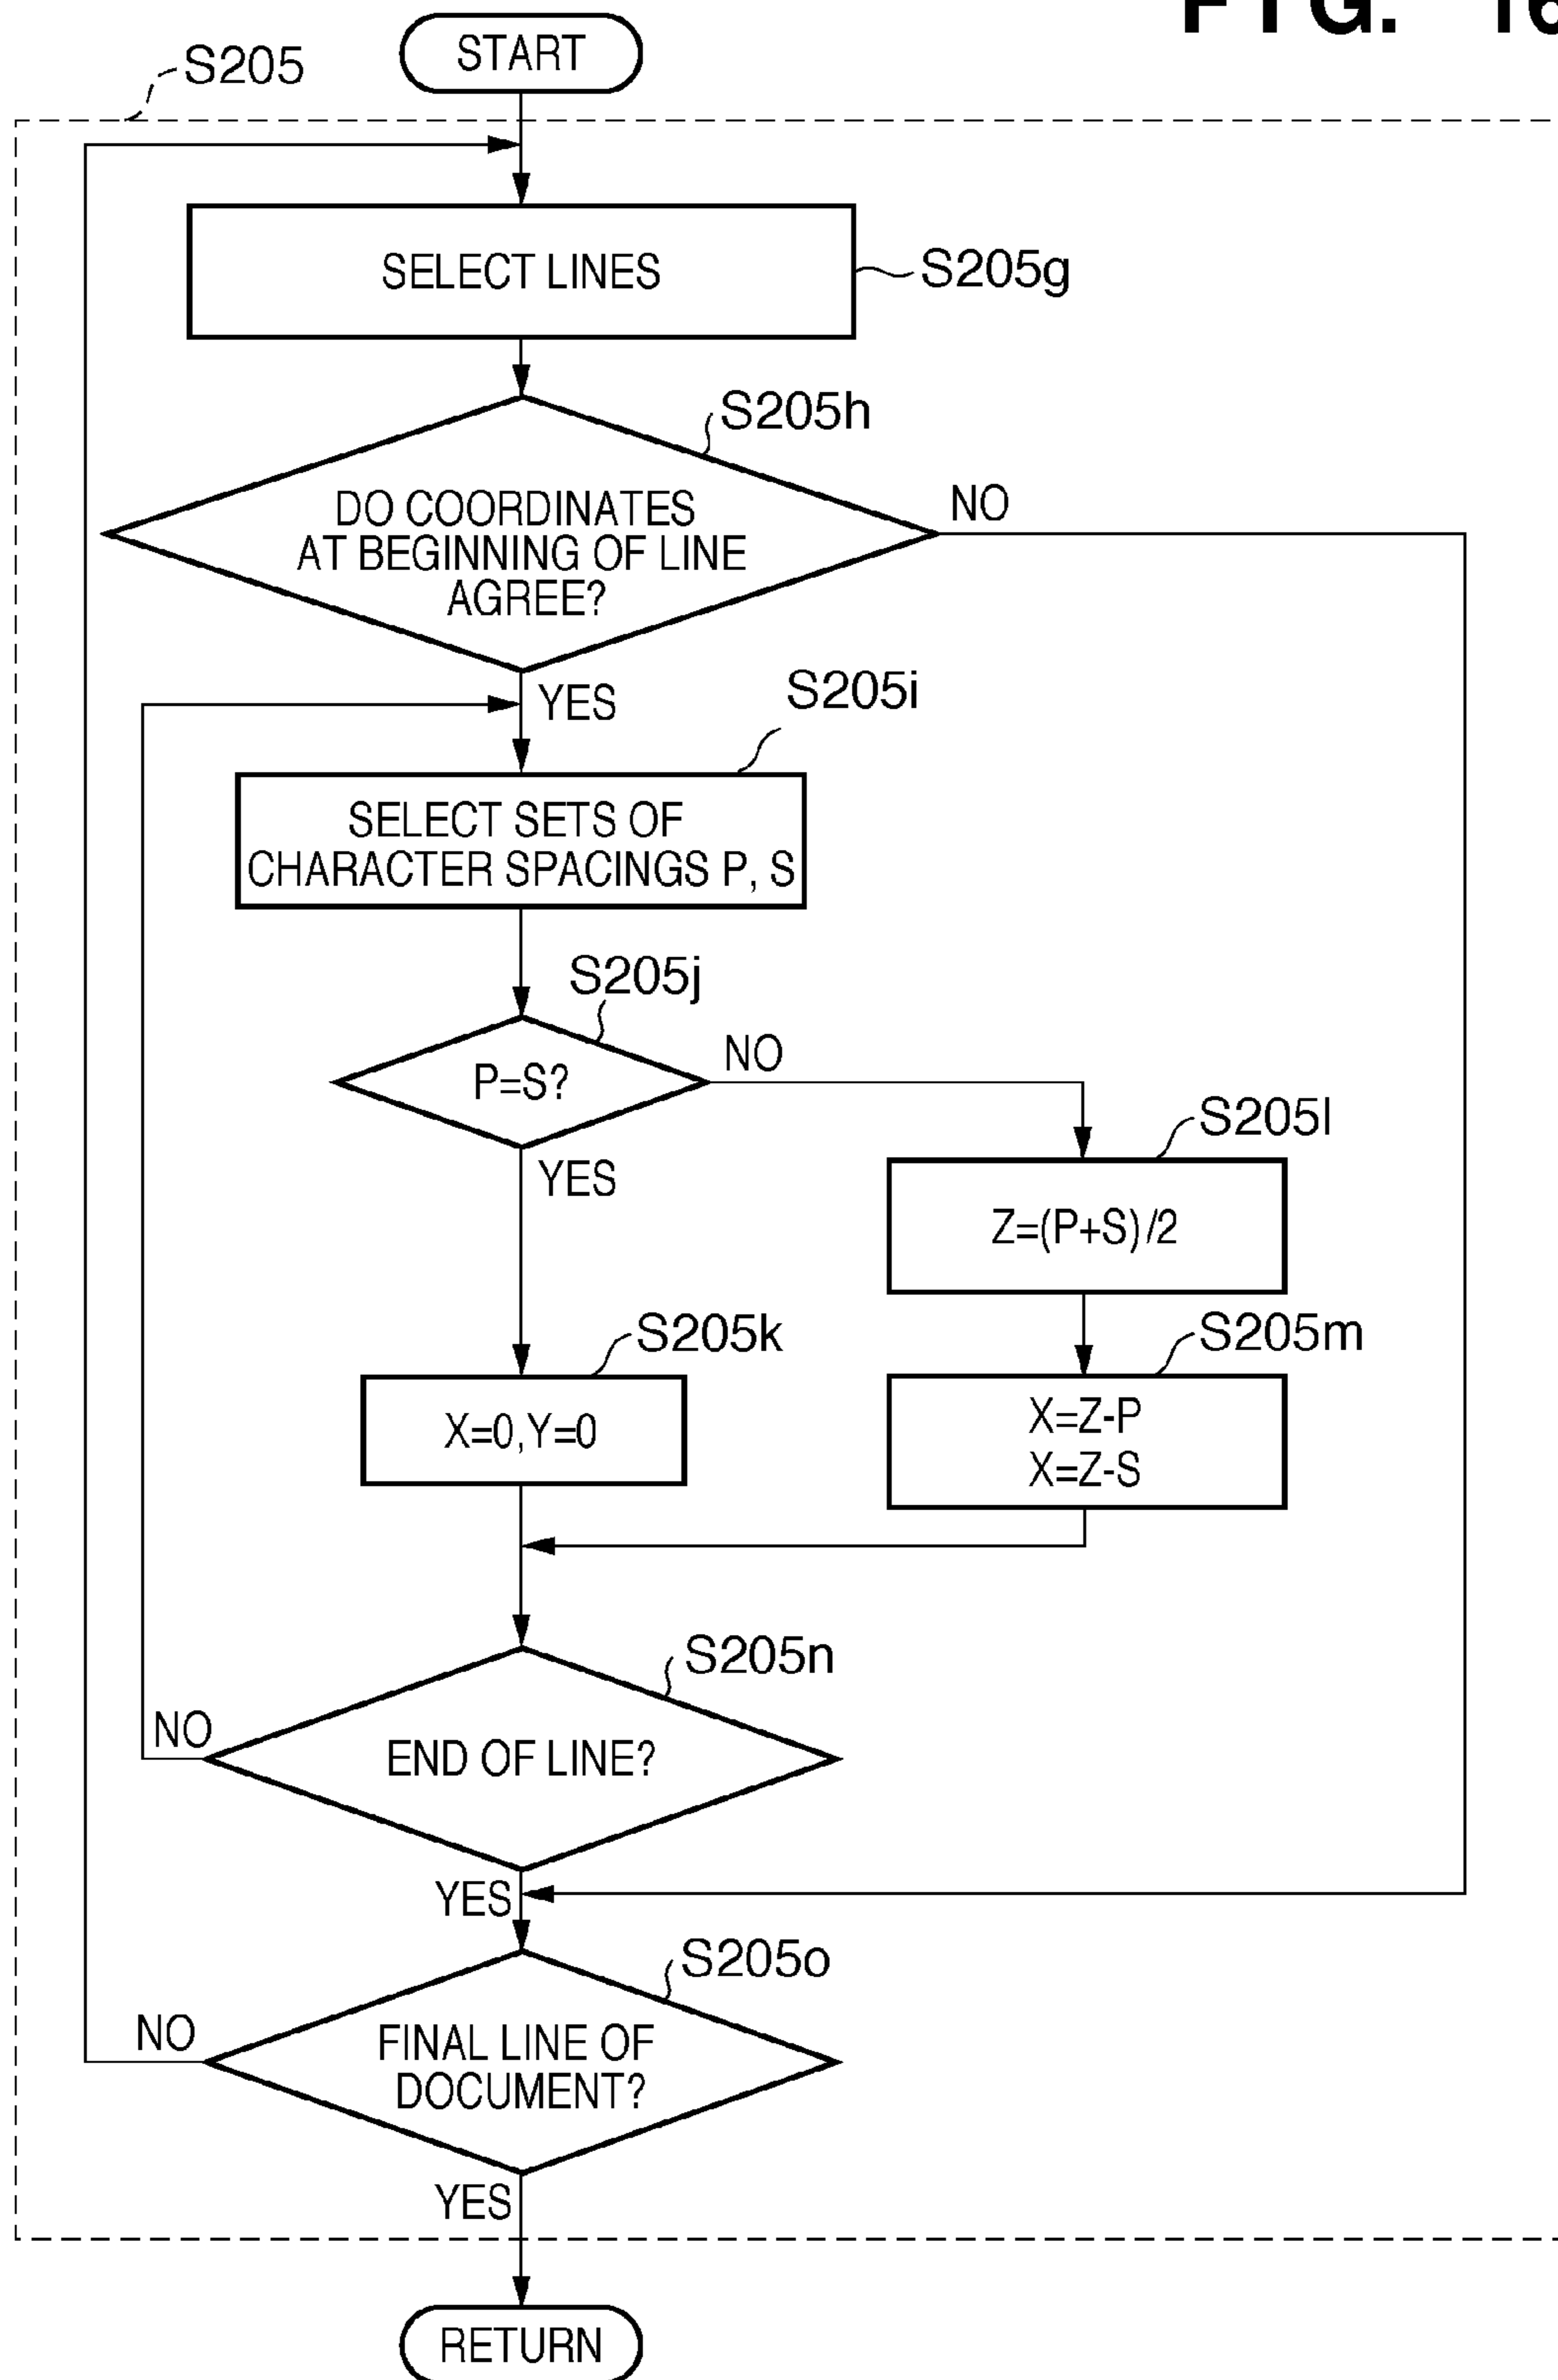 FIG. 16
S205
START
SELECT LINES
S205g
S205h
DO COORDINATES
AT BEGINNING OF LINE
AGREE?
NO
YES
S205i
SELECT SETS OF
CHARACTER SPACINGS P, S
S205j
P=S?
NO
YES
S205l
Z=(P+S)/2
S205k
X=0,Y=0
S205m
X=Z-P
X=Z-S
S205n
END OF LINE?
NO
YES
S205o
FINAL LINE OF
DOCUMENT?
NO
YES
RETURN